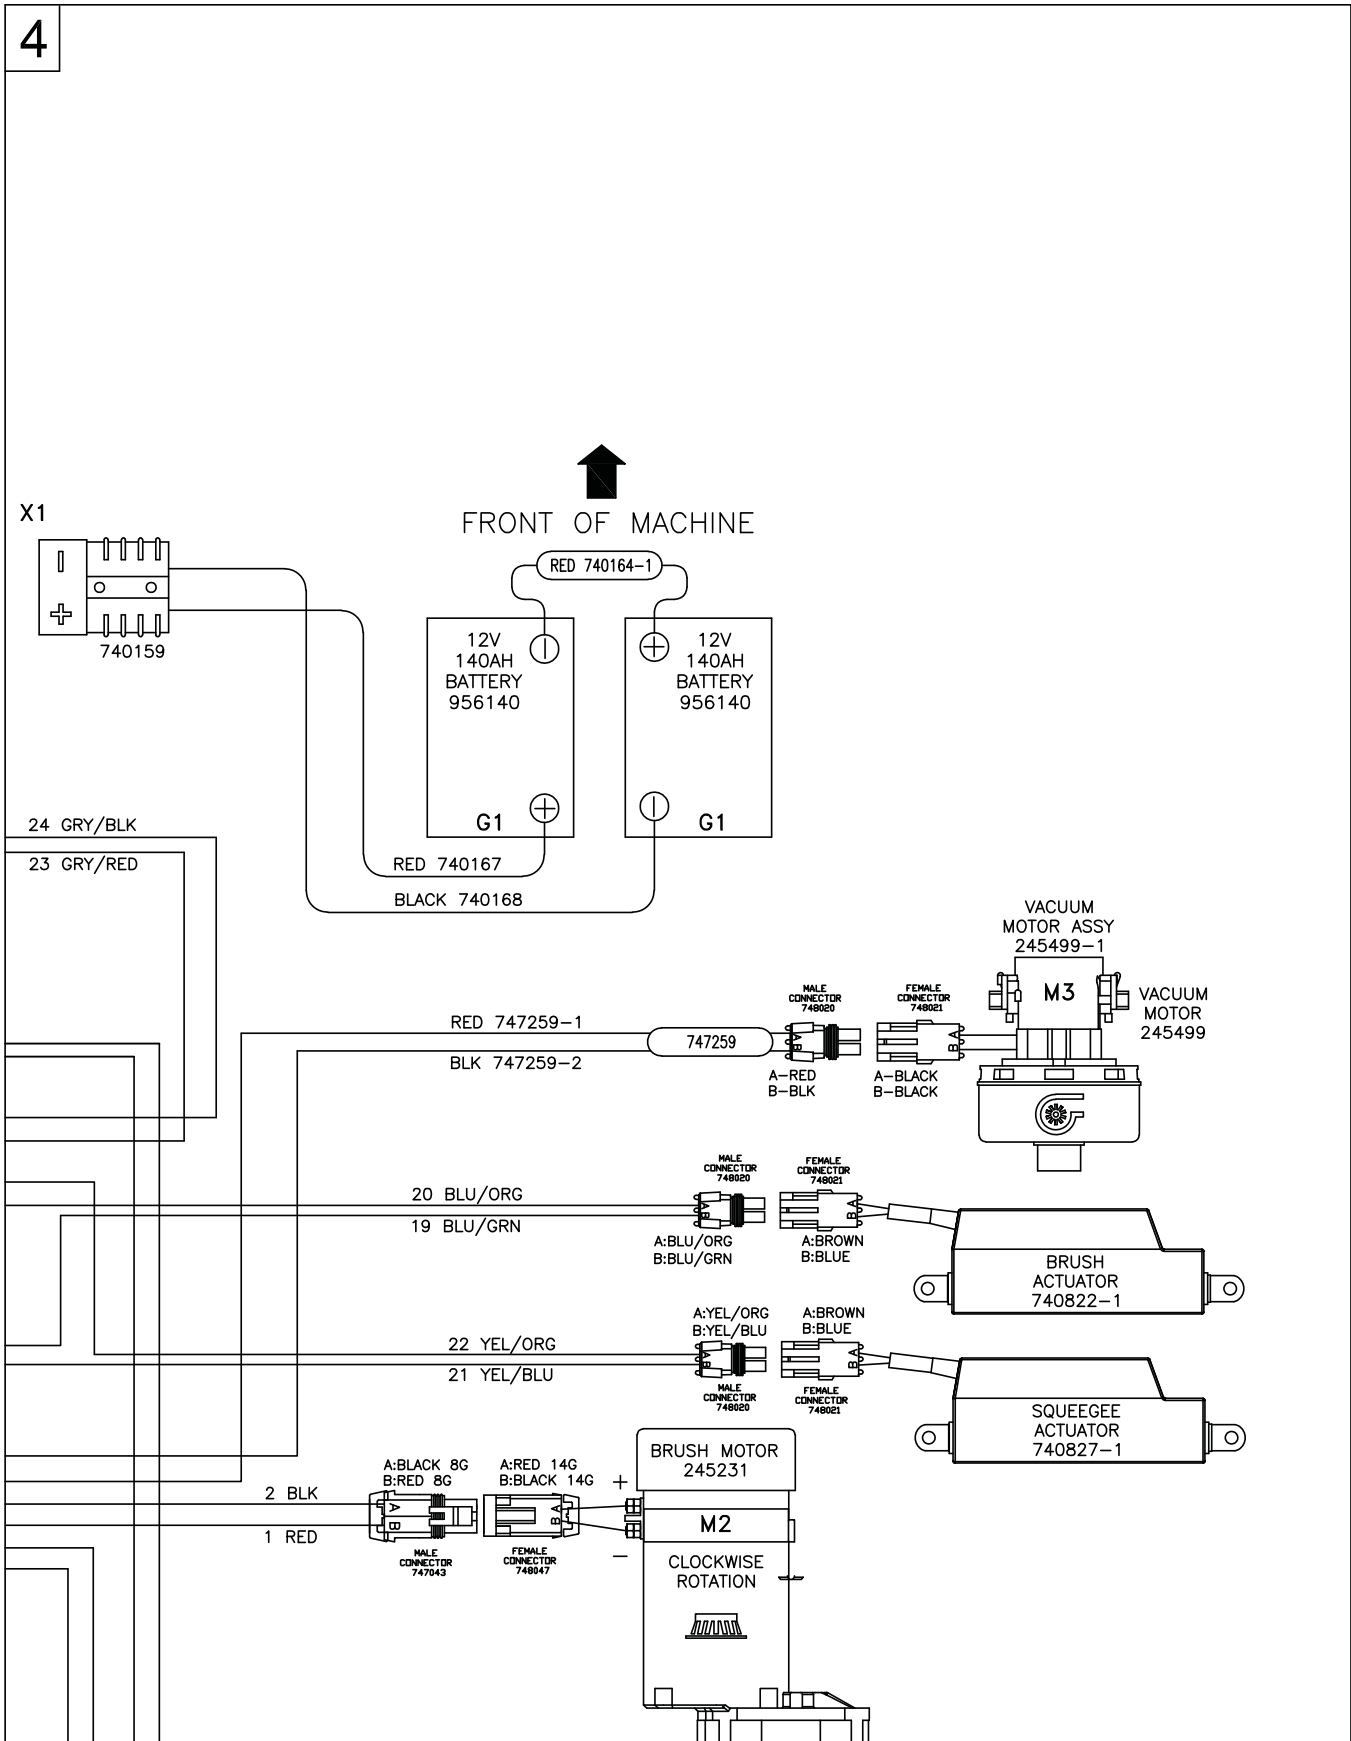 4
X1
FRONT OF MACHINE
RED 740164-1
740159
12V
140AH
BATTERY
956140
G1
12V
140AH
BATTERY
956140
G1
24 GRY/BLK
23 GRY/RED
RED 740167
BLACK 740168
VACUUM
MOTOR ASSY
245499-1
M3
VACUUM
MOTOR
245499
MALE
CONNECTOR
748020
FEMALE
CONNECTOR
748021
RED 747259-1
747259
BLK 747259-2
A
B
A
B
A-RED
B-BLK
A-BLACK
B-BLACK
MALE
CONNECTOR
748020
FEMALE
CONNECTOR
748021
20 BLU/ORG
19 BLU/GRN
A
B
A
B
A:BLU/ORG
B:BLU/GRN
A:BROWN
B:BLUE
BRUSH
ACTUATOR
740822-1
A:YEL/ORG
B:YEL/BLU
A:BROWN
B:BLUE
22 YEL/ORG
21 YEL/BLU
A
B
A
B
MALE
CONNECTOR
748020
FEMALE
CONNECTOR
748021
SQUEEGEE
ACTUATOR
740827-1
BRUSH MOTOR
245231
A:BLACK 8G
B:RED 8G
A:RED 14G
B:BLACK 14G
+
2 BLK
1 RED
A
B
A
B
M2
MALE
CONNECTOR
747043
FEMALE
CONNECTOR
748047
-
CLOCKWISE
ROTATION